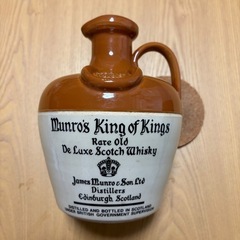 Munro's King of Kings
Rare Old
De Luxe Scotch Whisky
James Munro & Son Ltd
Distillers
Edinburgh Scotland
DISTILLED AND BOTTLED IN SCOTLAND
UNDER BRITISH GOVERNMENT SUPERVISION